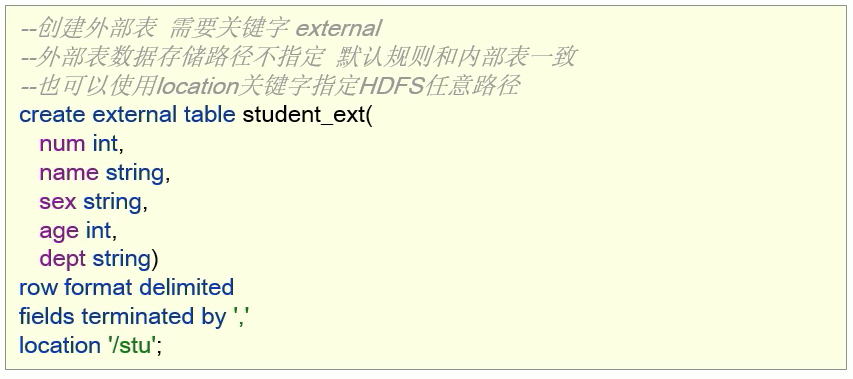 --创建外部表 需要关键字 external
--外部表数据存储路径不指定 默认规则和内部表一致
--也可以使用location关键字指定HDFS任意路径
create external table student_ext(
num int,
name string,
sex string,
age int,
dept string)
row format delimited
fields terminated by ','
location '/stu';